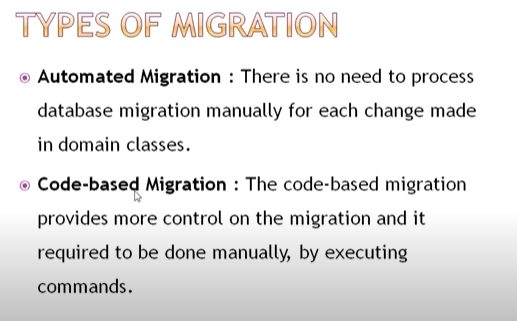 TYPES OF MIGRATION
Automated Migration : There is no need to process
database migration manually for each change made
in domain classes.
Code-based Migration : The code-based migration
provides more control on the migration and it
required to be done manually, by executing
commands.